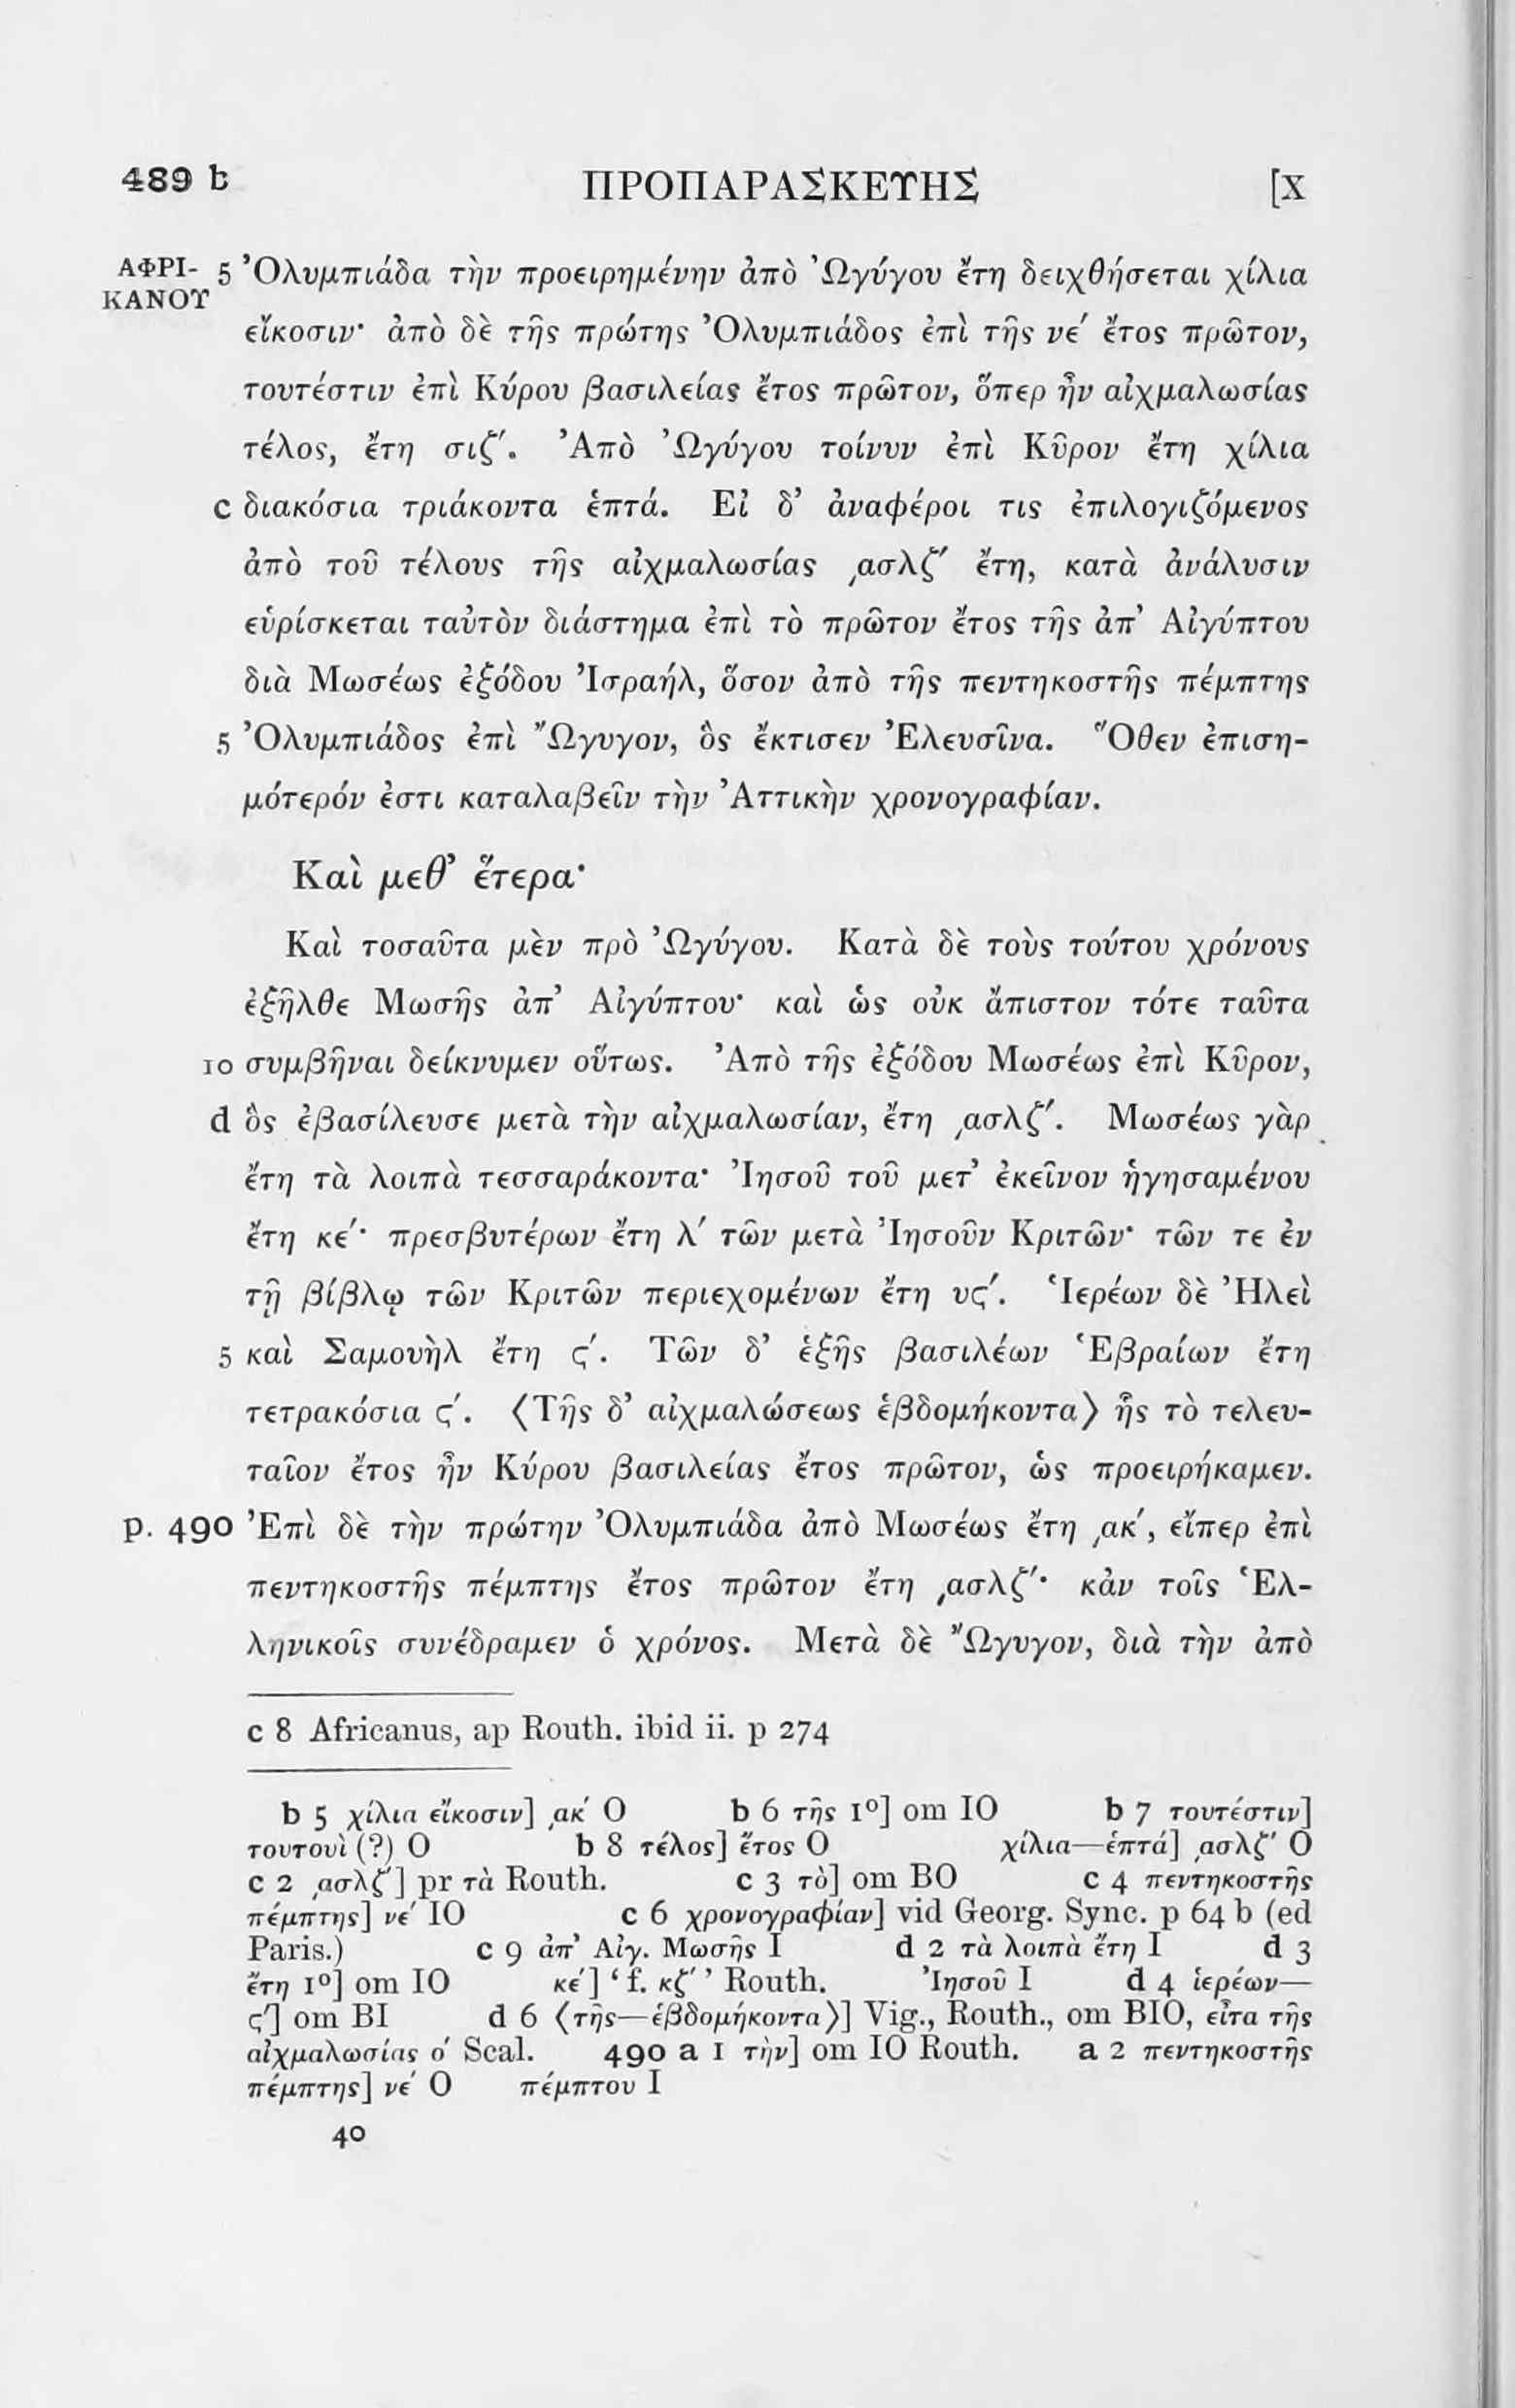 489 b ΠΡΟΠΑΡΑΣΚΕΥΗΣ [X
ΑΦΡΙ- 5 Ὀλυμπιάδα τὴν προειρημένην ἀπὸ Ὠγύγου ἔτη δειχθήσεται χίλια
ΚΑΝΟΥ
εἴκοσιν· ἀπὸ δὲ τῆς πρώτης Ὀλυμπιάδος ἐπὶ τῆς νε´ ἔτος πρῶτον,
τουτέστιν ἐπὶ Κύρου βασιλείας ἔτος πρῶτον, ὅπερ ἦν αἰχμαλωσίας
τέλος, ἔτη σιζ´. Ἀπὸ Ὠγύγου τοίνυν ἐπὶ Κῦρον ἔτη χίλια
c διακόσια τριάκοντα ἑπτά. Εἰ δ’ ἀναφέροι τις ἐπιλογιζόμενος
ἀπὸ τοῦ τέλους τῆς αἰχμαλωσίας ͵ασλζ´ ἔτη, κατὰ ἀνάλυσιν
εὑρίσκεται ταὐτὸν διάστημα ἐπὶ τὸ πρῶτον ἔτος τῆς ἀπ’ Αἰγύπτου
διὰ Μωσέως ἐξόδου Ἰσραήλ, ὅσον ἀπὸ τῆς πεντηκοστῆς πέμπτης
5 Ὀλυμπιάδος ἐπὶ Ὤγυγον, ὃς ἔκτισεν Ἐλευσῖνα. Ὅθεν ἐπιση-
μότερόν ἐστι καταλαβεῖν τὴν Ἀττικὴν χρονογραφίαν.
Καὶ μεθ’ ἕτερα·
Καὶ τοσαῦτα μὲν πρὸ Ὠγύγου. Κατὰ δὲ τοὺς τούτου χρόνους
ἐξῆλθε Μωσῆς ἀπ’ Αἰγύπτου· καὶ ὡς οὐκ ἄπιστον τότε ταῦτα
10 συμβῆναι δείκνυμεν οὕτως. Ἀπὸ τῆς ἐξόδου Μωσέως ἐπὶ Κῦρον,
d ὃς ἐβασίλευσε μετὰ τὴν αἰχμαλωσίαν, ἔτη ͵ασλζ´. Μωσέως γὰρ
ἔτη τὰ λοιπὰ τεσσαράκοντα· Ἰησοῦ τοῦ μετ’ ἐκεῖνον ἡγησαμένου
ἔτη κε´· πρεσβυτέρων ἔτη λ´ τῶν μετὰ Ἰησοῦν Κριτῶν· τῶν τε ἐν
τῇ βίβλῳ τῶν Κριτῶν περιεχομένων ἔτη υϛ´. Ἱερέων δὲ Ἠλεὶ
5 καὶ Σαμουὴλ ἔτη ϛ´. Τῶν δ’ ἑξῆς βασιλέων Ἑβραίων ἔτη
τετρακόσια ϛ´. ⟨Τῆς δ’ αἰχμαλώσεως ἑβδομήκοντα⟩ ἧς τὸ τελευ-
ταῖον ἔτος ἦν Κύρου βασιλείας ἔτος πρῶτον, ὡς προειρήκαμεν.
p. 490 Ἐπὶ δὲ τὴν πρώτην Ὀλυμπιάδα ἀπὸ Μωσέως ἔτη ͵ακ´, εἴπερ ἐπὶ
πεντηκοστῆς πέμπτης ἔτος πρῶτον ἔτη ͵ασλζ´· κἀν τοῖς Ἑλ-
ληνικοῖς συνέδραμεν ὁ χρόνος. Μετὰ δὲ Ὤγυγον, διὰ τὴν ἀπὸ
c 8 Africanus, ap Routh. ibid ii. p 274
b 5 χίλια εἴκοσιν] ͵ακ´ O b 6 τῆς 1°] om IO b 7 τουτέστιν]
τουτουὶ (?) O b 8 τέλος] ἔτος O χίλια—ἑπτά] ͵ασλζ´ O
c 2 ͵ασλζ´] pr τὰ Routh. c 3 τὸ] om BO c 4 πεντηκοστῆς
πέμπτης] νε´ IO c 6 χρονογραφίαν] vid Georg. Sync. p 64 b (ed
Paris.) c 9 ἀπ’ Αἰγ. Μωσῆς I d 2 τὰ λοιπὰ ἔτη I d 3
ἔτη 1°] om IO κε´] ‘f. κζ´’ Routh. Ἰησοῦ I d 4 ἱερέων—
ϛ´] om BI d 6 ⟨τῆς—ἑβδομήκοντα⟩] Vig., Routh., om BIO, εἶτα τῆς
αἰχμαλωσίας ο´ Scal. 490 a 1 τὴν] om IO Routh. a 2 πεντηκοστῆς
πέμπτης] νε´ O πέμπτου I
40